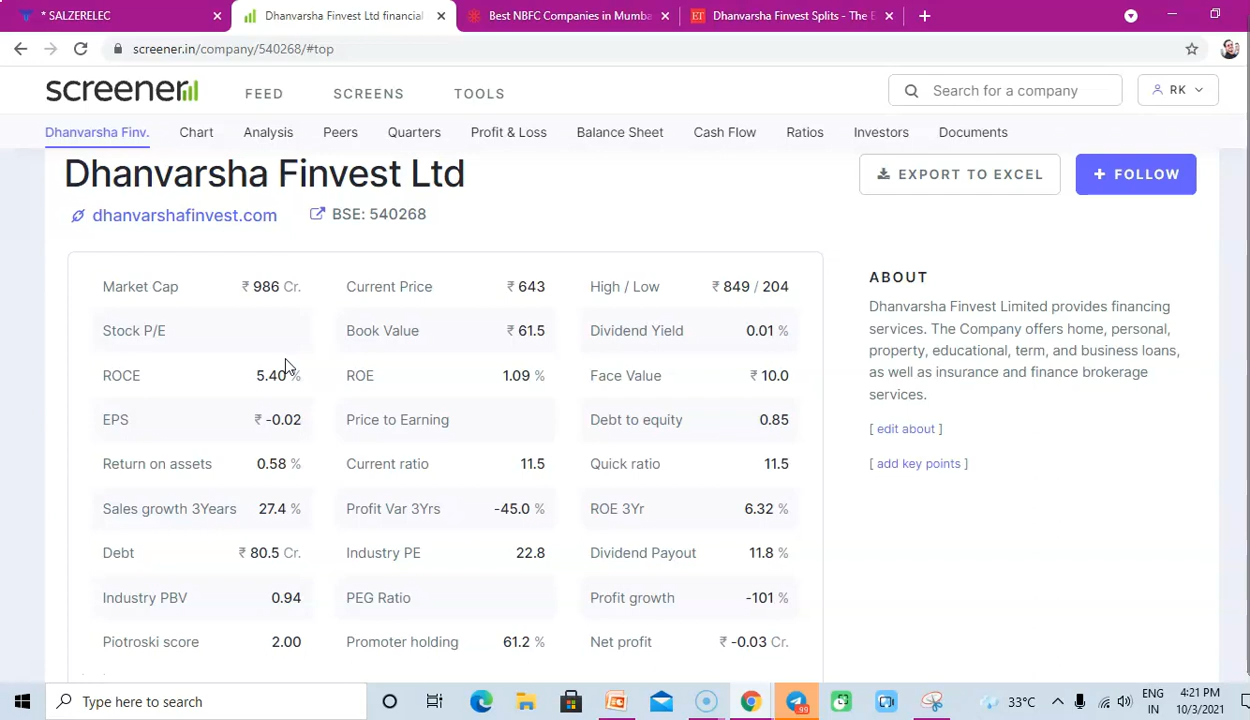 * SALZERELEC
Dhanvarsha Finvest Ltd financial
Best NBFC Companies in Mumba
ET Dhanvarsha Finvest Splits - The E
screener.in/company/540268/#top
screener
FEED SCREENS TOOLS
Search for a company
RK
Dhanvarsha Finv. Chart Analysis Peers Quarters Profit & Loss Balance Sheet Cash Flow Ratios Investors Documents
Dhanvarsha Finvest Ltd
EXPORT TO EXCEL
+ FOLLOW
dhanvarshafinvest.com BSE: 540268
Market Cap ₹ 986 Cr. Current Price ₹ 643 High / Low ₹ 849 / 204
Stock P/E Book Value ₹ 61.5 Dividend Yield 0.01 %
ROCE 5.40 % ROE 1.09 % Face Value ₹ 10.0
EPS ₹ -0.02 Price to Earning Debt to equity 0.85
Return on assets 0.58 % Current ratio 11.5 Quick ratio 11.5
Sales growth 3Years 27.4 % Profit Var 3Yrs -45.0 % ROE 3Yr 6.32 %
Debt ₹ 80.5 Cr. Industry PE 22.8 Dividend Payout 11.8 %
Industry PBV 0.94 PEG Ratio Profit growth -101 %
Piotroski score 2.00 Promoter holding 61.2 % Net profit ₹ -0.03 Cr.
ABOUT
Dhanvarsha Finvest Limited provides financing
services. The Company offers home, personal,
property, educational, term, and business loans,
as well as insurance and finance brokerage
services.
[ edit about ]
[ add key points ]
Type here to search
99
33°C
ENG
IN
4:21 PM
10/3/2021